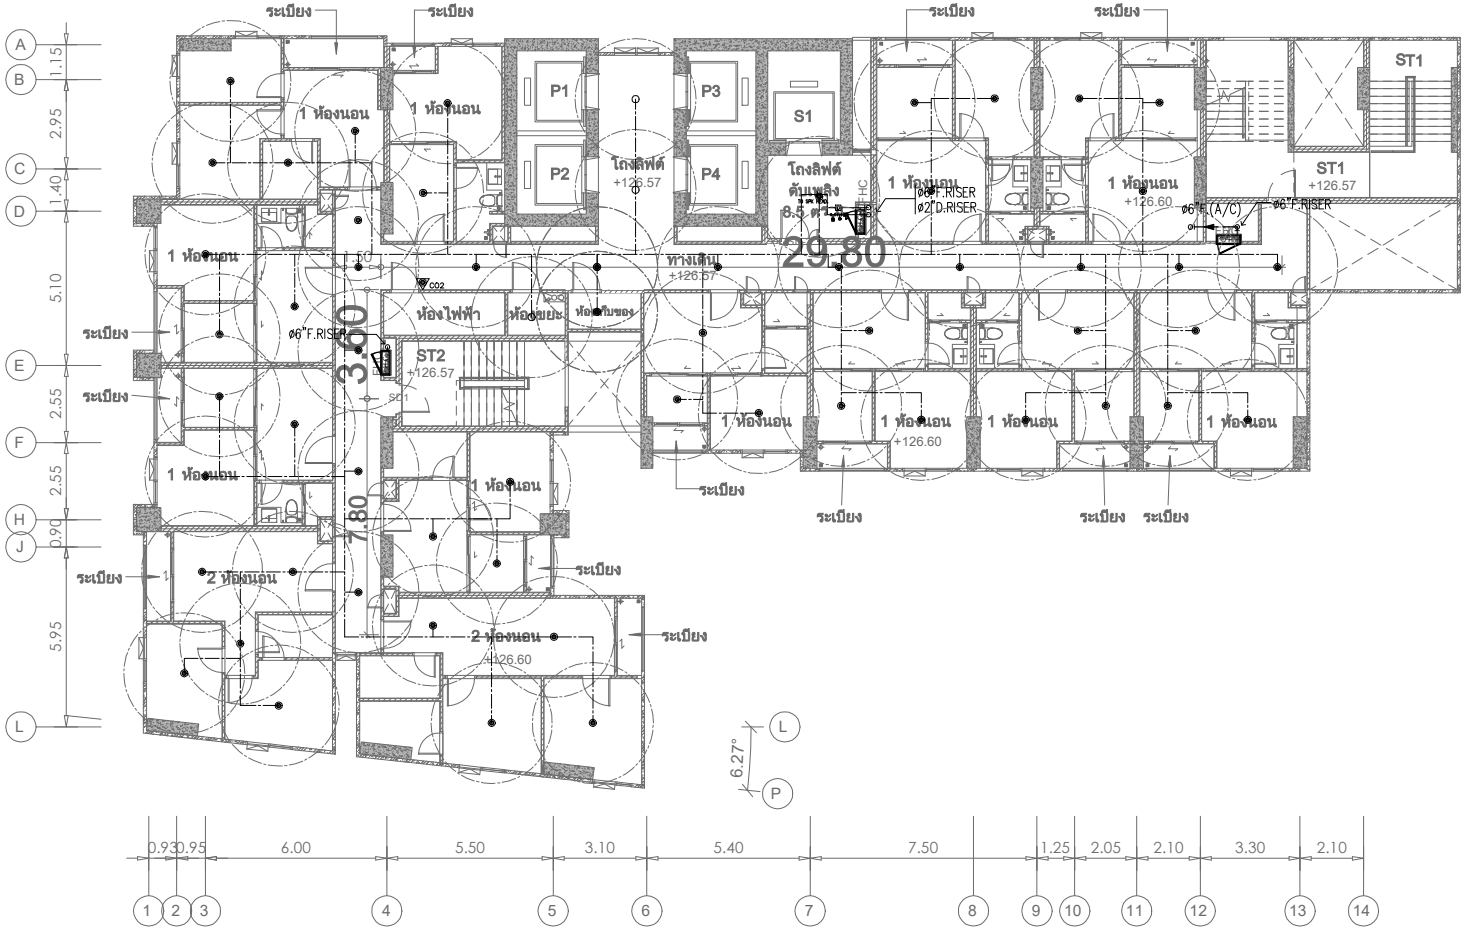 ระเบียง
ระเบียง
ระเบียง
ระเบียง
A
B
C
D
E
F
H
J
L
1.15
2.95
1.40
5.10
2.55
2.55
0.90
5.95
P1
P2
P3
P4
S1
ST1
ST1
+126.57
1 ห้องนอน
1 ห้องนอน
โถงลิฟต์
+126.57
โถงลิฟต์
ดับเพลิง
FHC
1 ห้องนอน
1 ห้องนอน
+126.60
ø6"F.RISER
ø2"D.RISER
ø6"F.(A/C)
ø6"F.RISER
29.80
ทางเดิน
+126.57
1 ห้องนอน
CO2
ห้องไฟฟ้า
ห้องขยะ
ห้องเก็บของ
ระเบียง
ø6"F.RISER
3.60
ST2
+126.57
SD1
ระเบียง
1 ห้องนอน
1 ห้องนอน
+126.60
1 ห้องนอน
1 ห้องนอน
1 ห้องนอน
1 ห้องนอน
ระเบียง
ระเบียง
ระเบียง
ระเบียง
7.80
ระเบียง
2 ห้องนอน
ระเบียง
2 ห้องนอน
+126.60
ระเบียง
L
6.27°
P
0.93
0.95
6.00
5.50
3.10
5.40
7.50
1.25
2.05
2.10
3.30
2.10
1
2
3
4
5
6
7
8
9
10
11
12
13
14